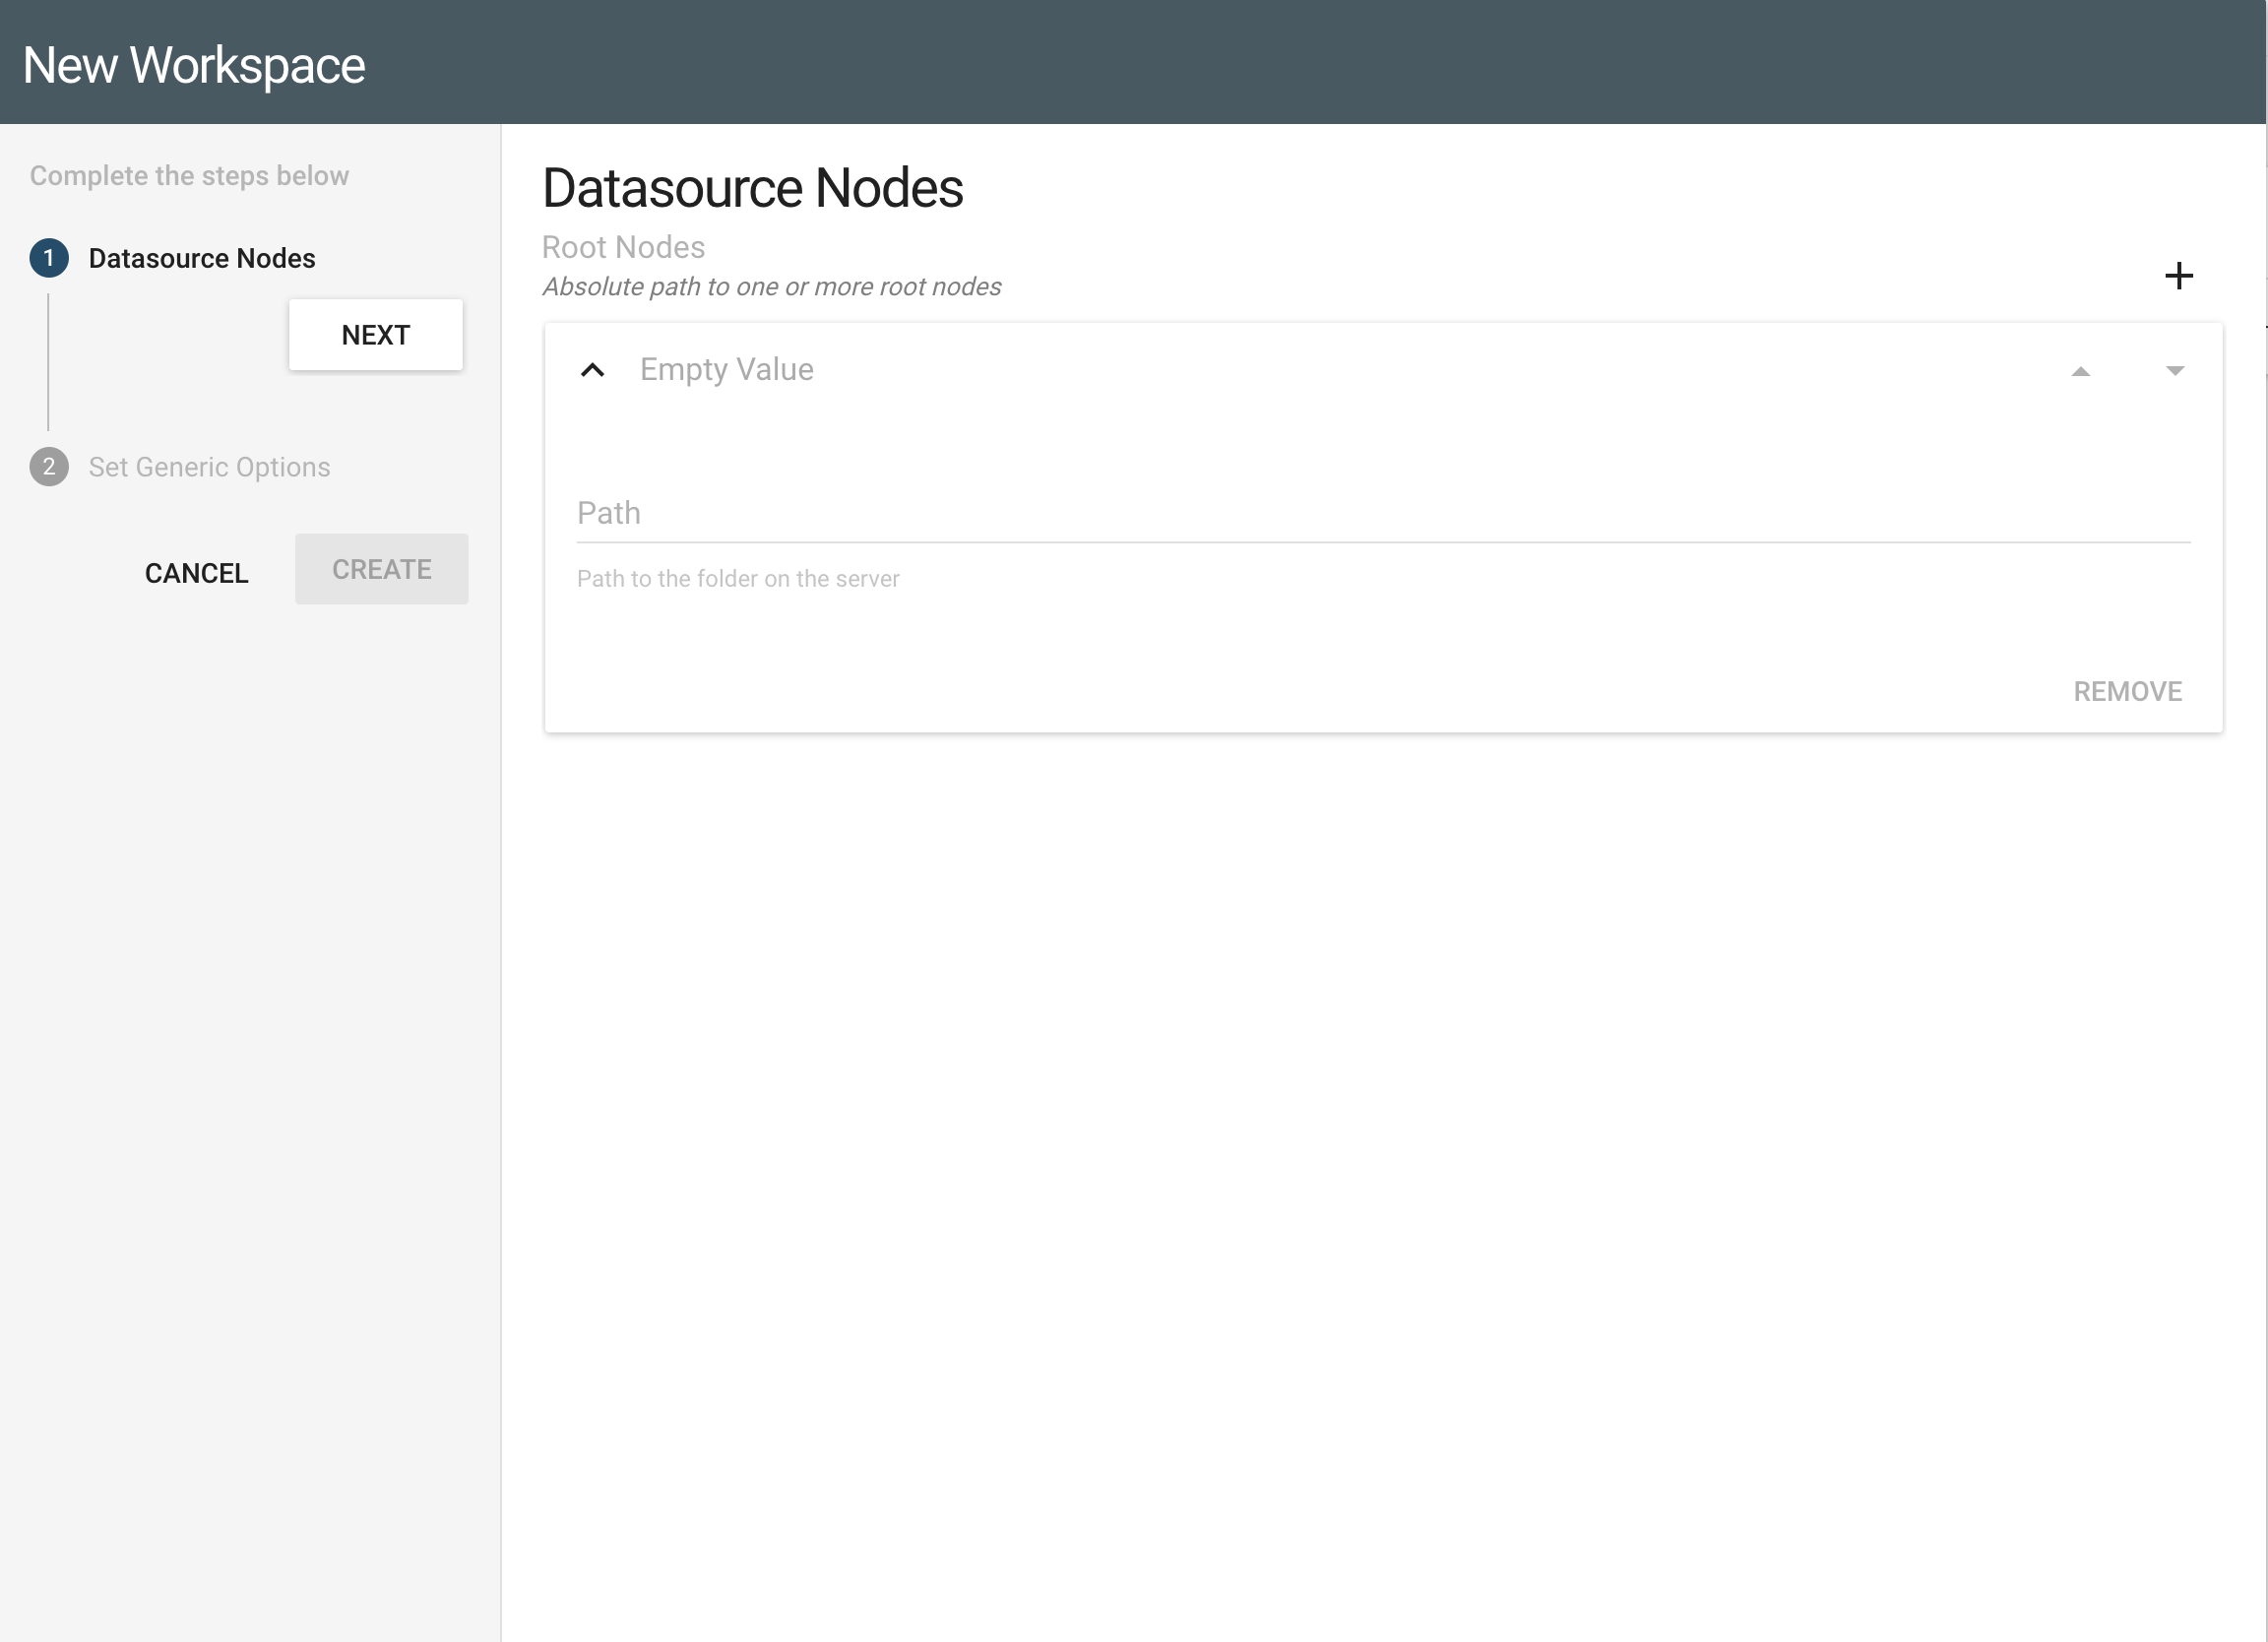 New Workspace
Complete the steps below
1 Datasource Nodes
NEXT
2 Set Generic Options
CANCEL CREATE
Datasource Nodes
Root Nodes
Absolute path to one or more root nodes
Empty Value
Path
Path to the folder on the server
REMOVE